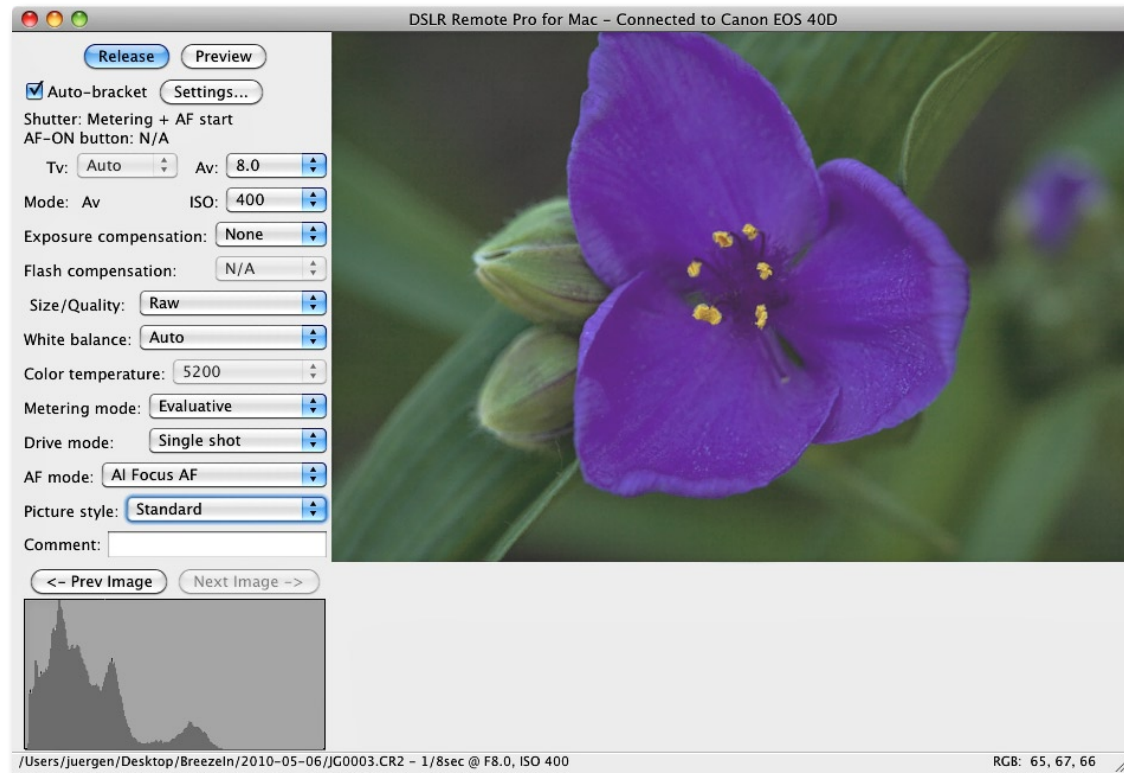 DSLR Remote Pro for Mac – Connected to Canon EOS 40D
Release Preview
Auto-bracket Settings...
Shutter: Metering + AF start
AF-ON button: N/A
Tv: Auto Av: 8.0
Mode: Av ISO: 400
Exposure compensation: None
Flash compensation: N/A
Size/Quality: Raw
White balance: Auto
Color temperature: 5200
Metering mode: Evaluative
Drive mode: Single shot
AF mode: AI Focus AF
Picture style: Standard
Comment:
<- Prev Image Next Image ->
/Users/juergen/Desktop/BreezeIn/2010-05-06/JG0003.CR2 – 1/8sec @ F8.0, ISO 400 RGB: 65, 67, 66